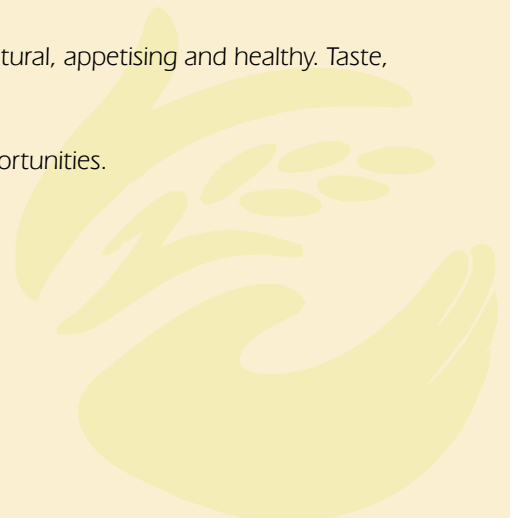 tural, appetising and healthy. Taste,
ortunities.